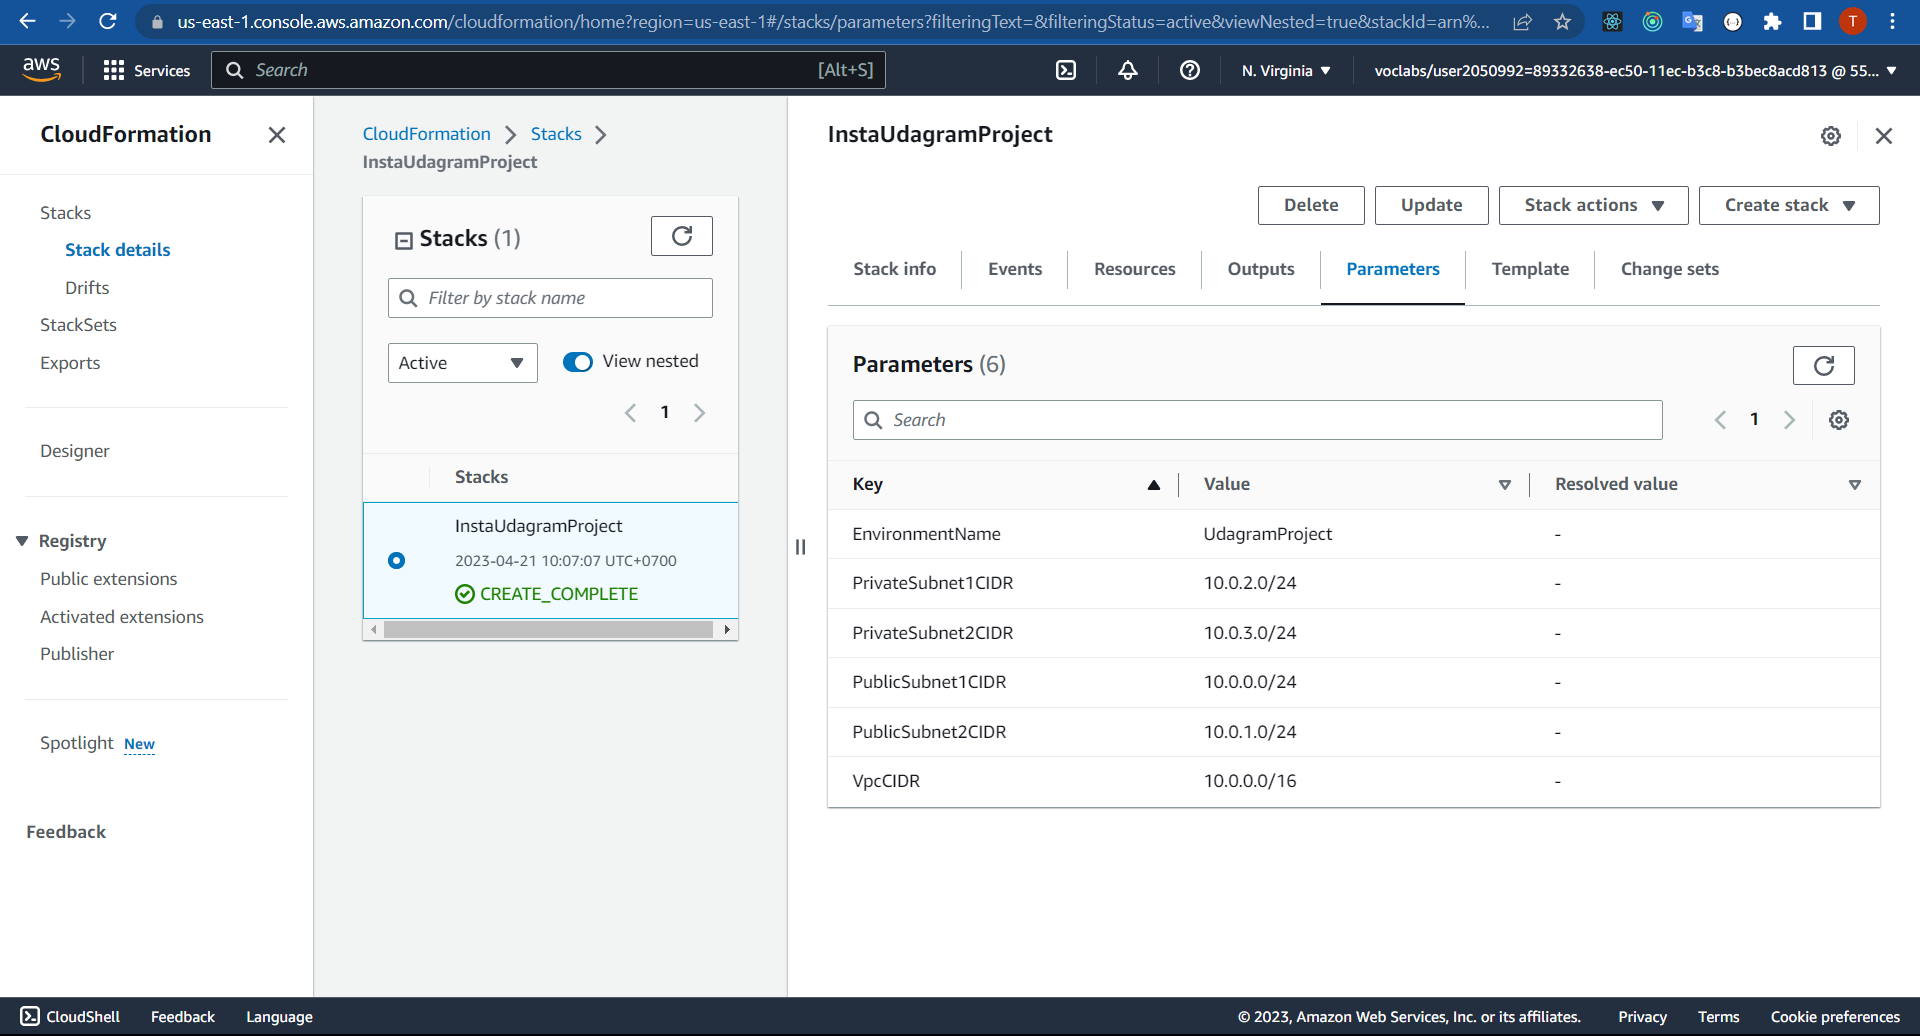 us-east-1.console.aws.amazon.com/cloudformation/home?region=us-east-1#/stacks/parameters?filteringText=&filteringStatus=active&viewNested=true&stackId=arn%...
T
aws
Services
Search
[Alt+S]
N. Virginia
voclabs/user2050992=89332638-ec50-11ec-b3c8-b3bec8acd813 @ 55...
CloudFormation
Stacks
Stack details
Drifts
StackSets
Exports
Designer
Registry
Public extensions
Activated extensions
Publisher
Spotlight New
Feedback
CloudFormation
Stacks
InstaUdagramProject
Stacks (1)
Filter by stack name
Active
View nested
1
Stacks
InstaUdagramProject
2023-04-21 10:07:07 UTC+0700
CREATE_COMPLETE
InstaUdagramProject
Delete
Update
Stack actions
Create stack
Stack info
Events
Resources
Outputs
Parameters
Template
Change sets
Parameters (6)
Search
1
Key Value Resolved value
EnvironmentName UdagramProject -
PrivateSubnet1CIDR 10.0.2.0/24 -
PrivateSubnet2CIDR 10.0.3.0/24 -
PublicSubnet1CIDR 10.0.0.0/24 -
PublicSubnet2CIDR 10.0.1.0/24 -
VpcCIDR 10.0.0.0/16 -
CloudShell Feedback Language
© 2023, Amazon Web Services, Inc. or its affiliates. Privacy Terms Cookie preferences